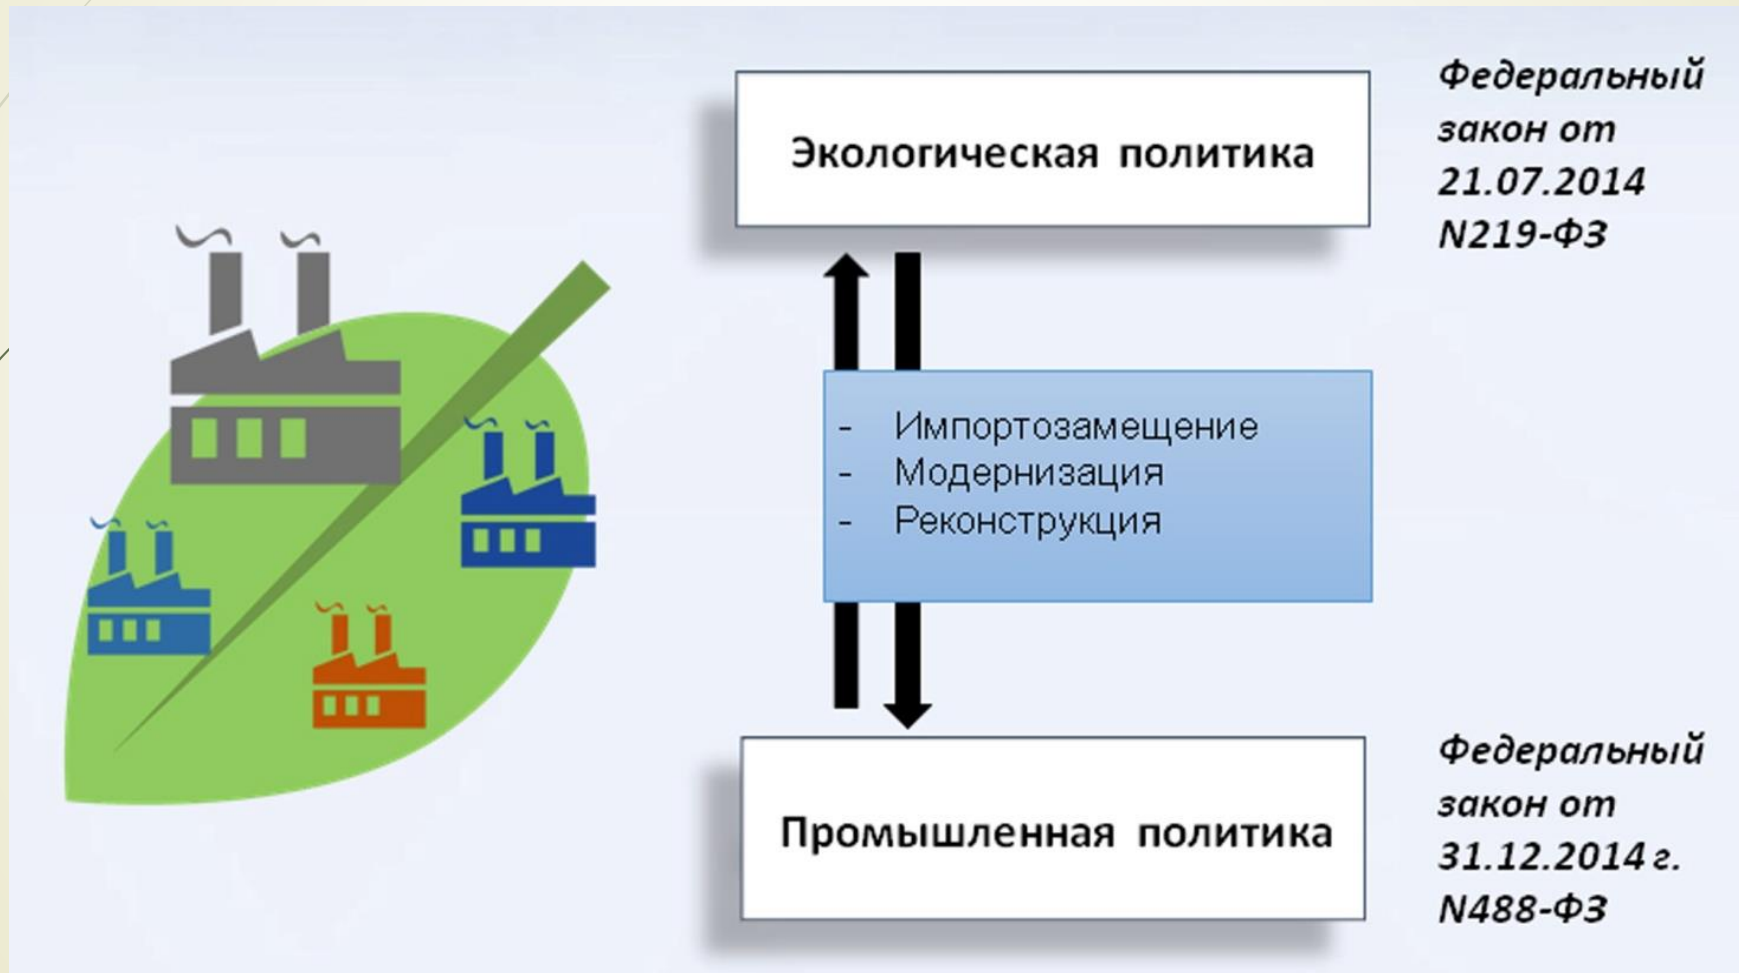 Экологическая политика
Федеральный
закон от
21.07.2014
N219-ФЗ
- Импортозамещение
- Модернизация
- Реконструкция
Промышленная политика
Федеральный
закон от
31.12.2014 г.
N488-ФЗ